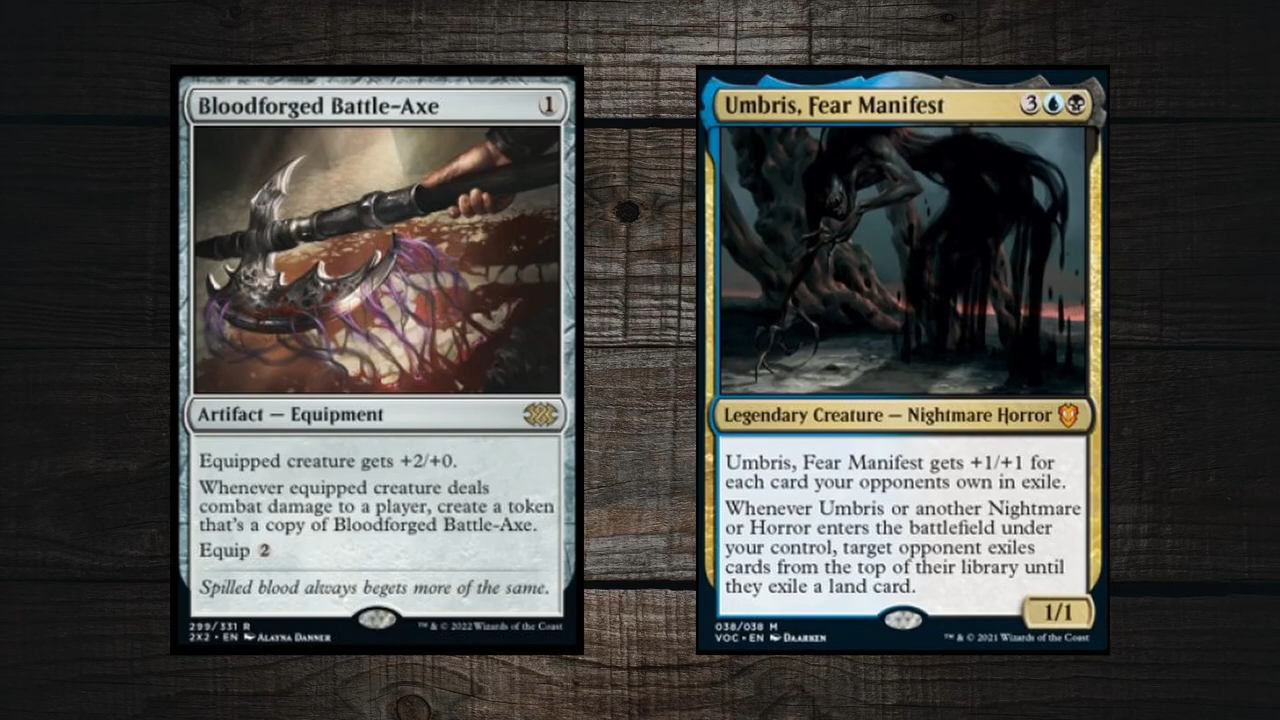 Bloodforged Battle-Axe 1
Artifact — Equipment
Equipped creature gets +2/+0.
Whenever equipped creature deals
combat damage to a player, create a token
that's a copy of Bloodforged Battle-Axe.
Equip 2
Spilled blood always begets more of the same.
299/331 R
2X2 • EN Alayna Danner
™ & © 2022 Wizards of the Coast
Umbris, Fear Manifest 3
Legendary Creature — Nightmare Horror
Umbris, Fear Manifest gets +1/+1 for
each card your opponents own in exile.
Whenever Umbris or another Nightmare
or Horror enters the battlefield under
your control, target opponent exiles
cards from the top of their library until
they exile a land card.
1/1
038/038 M
VOC • EN Daarken
™ & © 2021 Wizards of the Coast